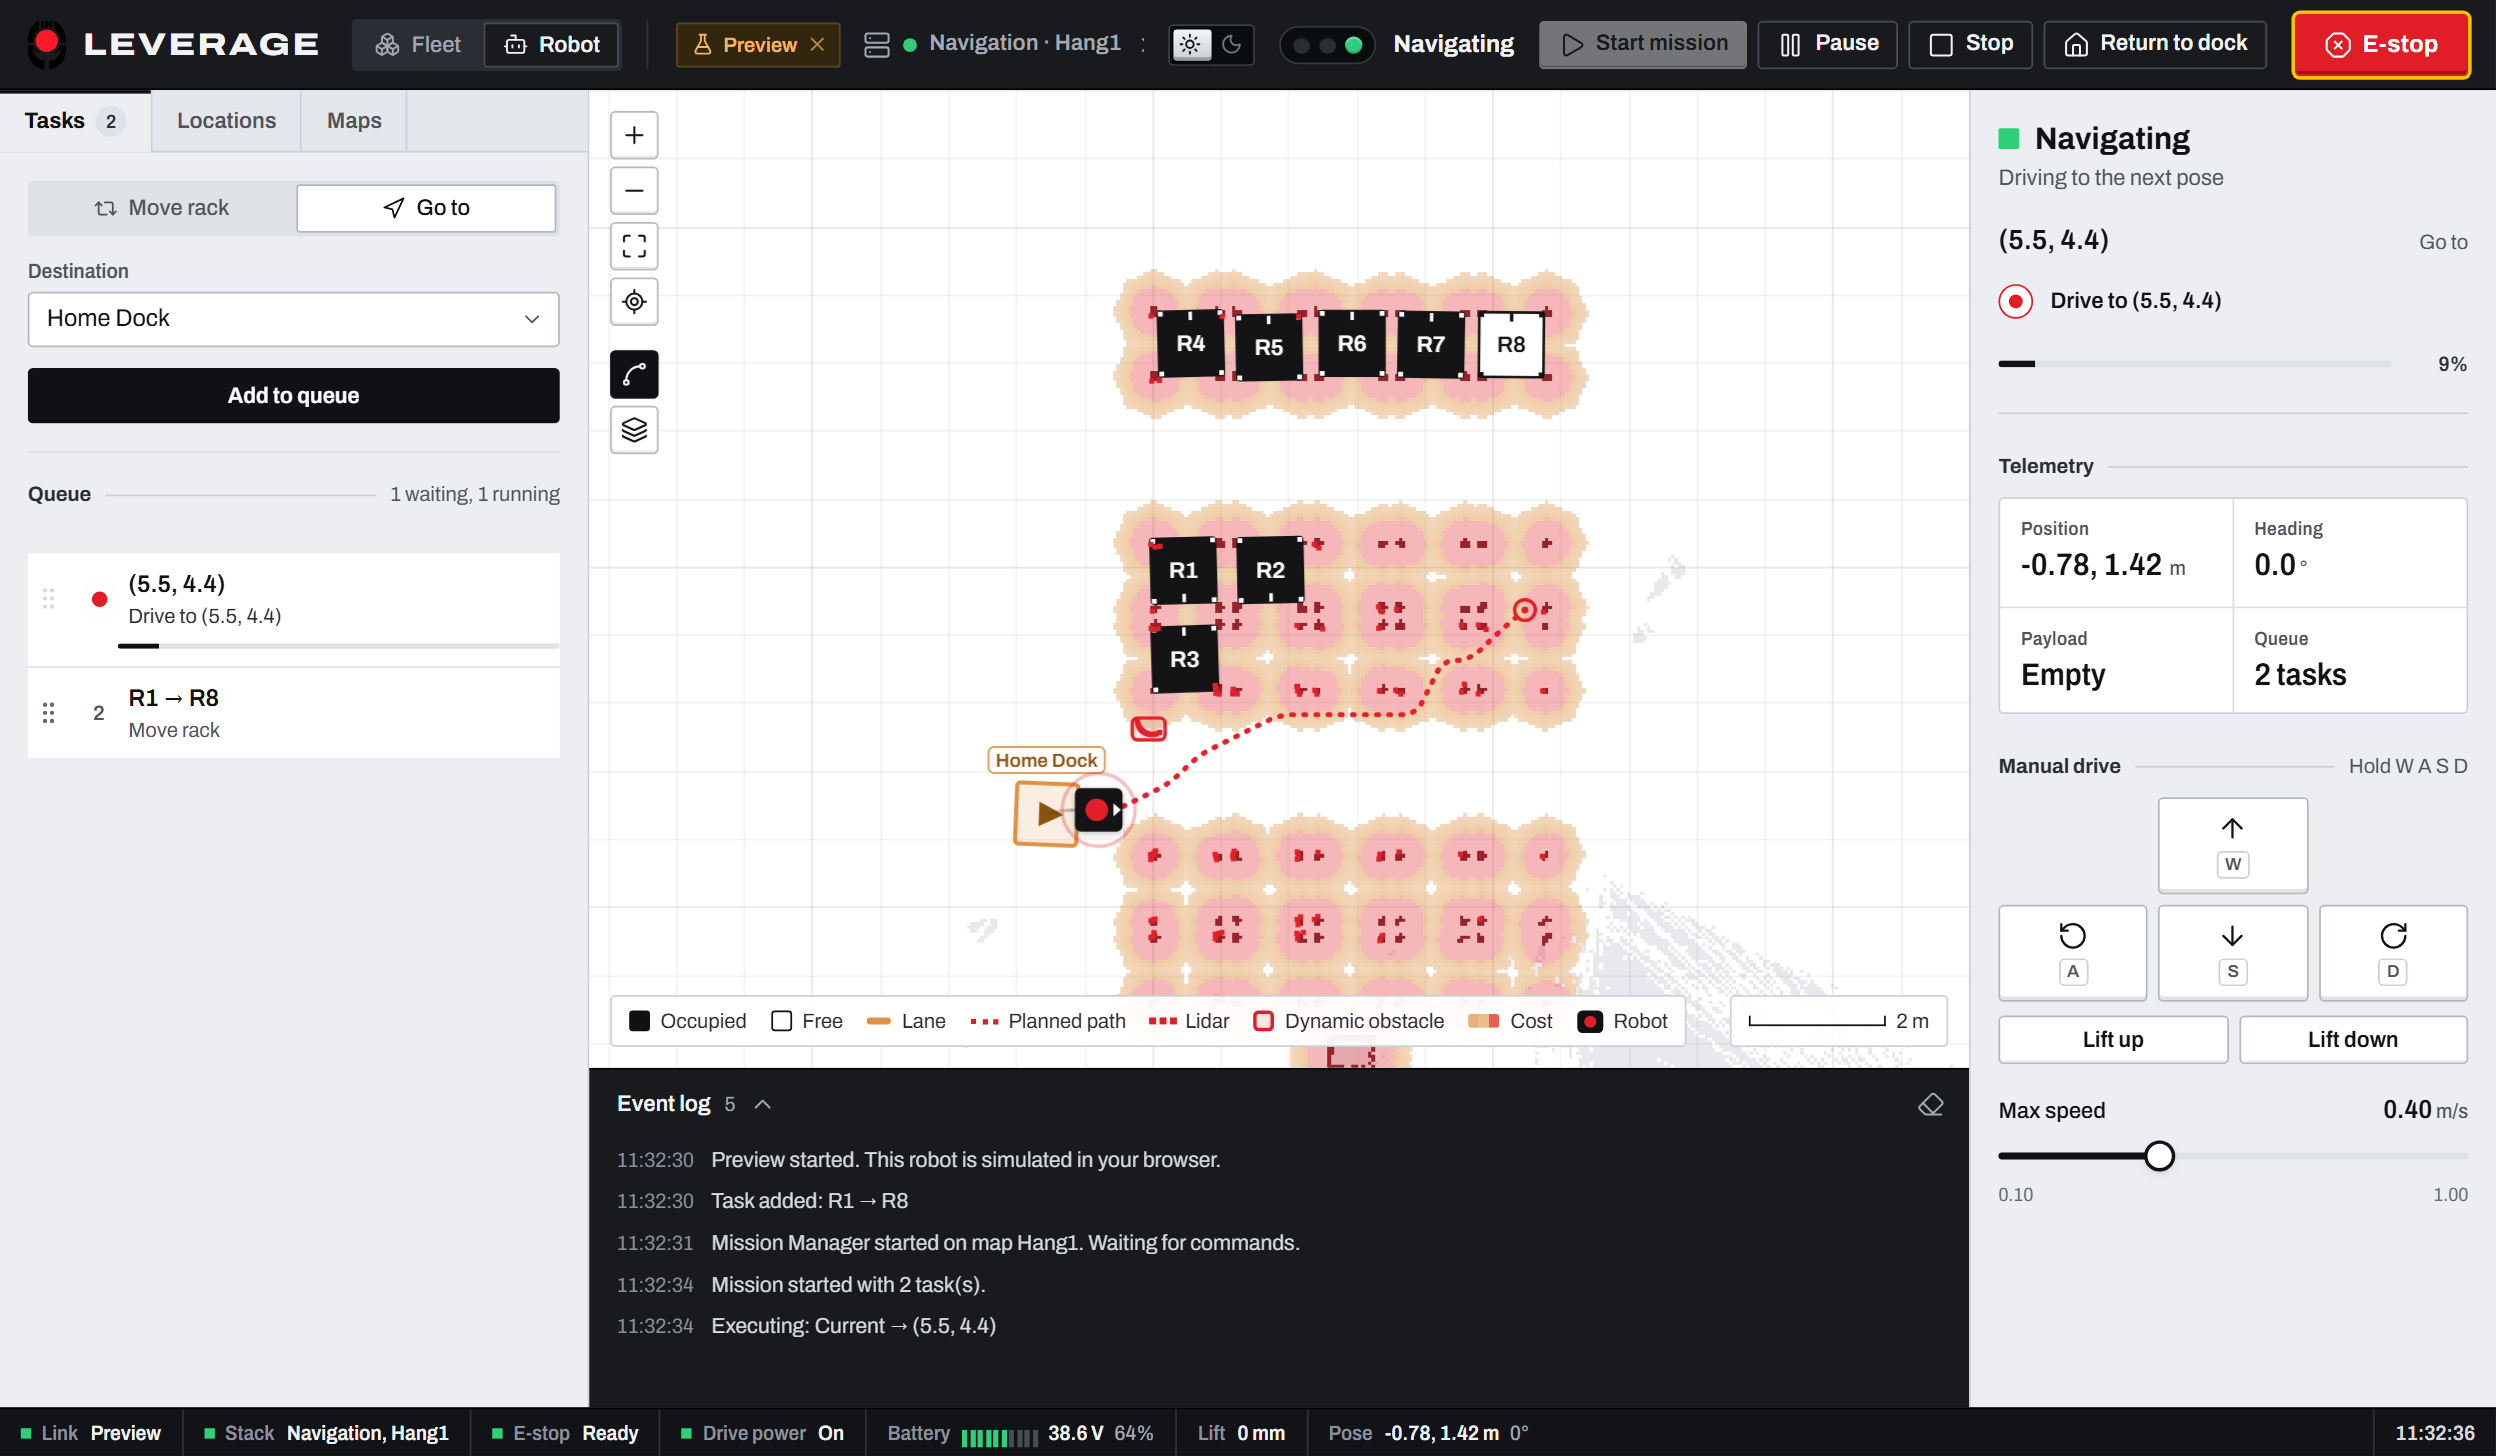 LEVERAGE
Fleet
Robot
Preview
Navigation · Hang1
Navigating
Start mission
Pause
Stop
Return to dock
E-stop
Tasks 2
Locations
Maps
Move rack
Go to
Destination
Home Dock
Add to queue
Queue
1 waiting, 1 running
(5.5, 4.4)
Drive to (5.5, 4.4)
2
R1 → R8
Move rack
R4
R5
R6
R7
R8
R1
R2
R3
Home Dock
Occupied
Free
Lane
Planned path
Lidar
Dynamic obstacle
Cost
Robot
2 m
Event log 5
11:32:30 Preview started. This robot is simulated in your browser.
11:32:30 Task added: R1 → R8
11:32:31 Mission Manager started on map Hang1. Waiting for commands.
11:32:34 Mission started with 2 task(s).
11:32:34 Executing: Current → (5.5, 4.4)
Navigating
Driving to the next pose
(5.5, 4.4)
Go to
Drive to (5.5, 4.4)
9%
Telemetry
Position
-0.78, 1.42 m
Heading
0.0°
Payload
Empty
Queue
2 tasks
Manual drive
Hold W A S D
W
A
S
D
Lift up
Lift down
Max speed
0.40 m/s
0.10
1.00
Link Preview
Stack Navigation, Hang1
E-stop Ready
Drive power On
Battery 38.6 V 64%
Lift 0 mm
Pose -0.78, 1.42 m 0°
11:32:36